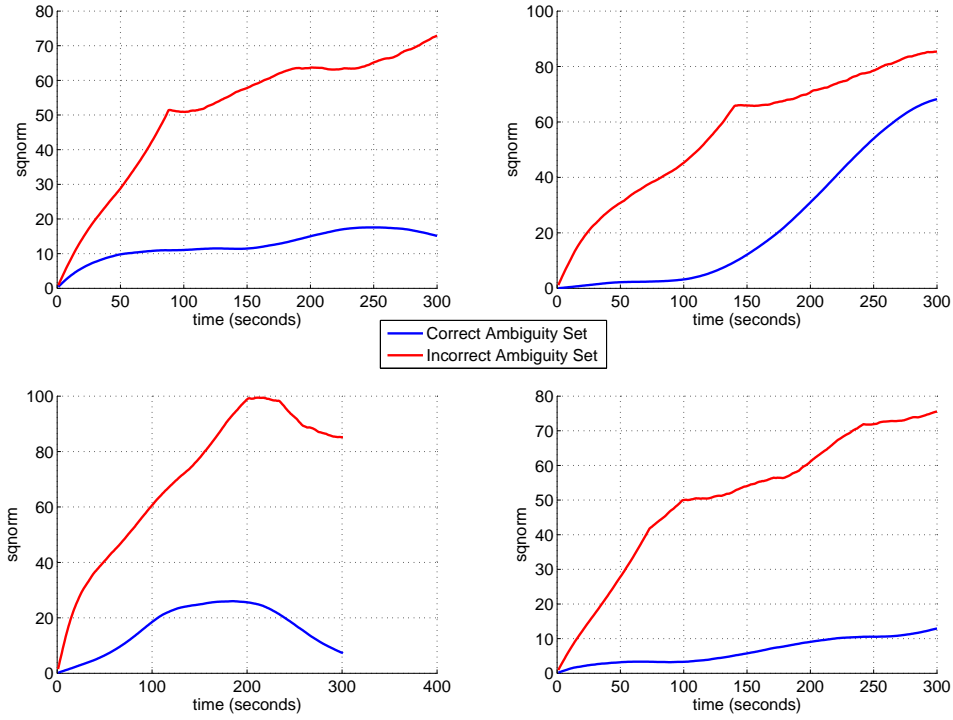 80
70
60
50
40
30
20
10
0
sqnorm
0 50 100 150 200 250 300
time (seconds)
100
80
60
40
20
0
sqnorm
0 50 100 150 200 250 300
time (seconds)
Correct Ambiguity Set
Incorrect Ambiguity Set
100
80
60
40
20
0
sqnorm
0 100 200 300 400
time (seconds)
80
70
60
50
40
30
20
10
0
sqnorm
0 50 100 150 200 250 300
time (seconds)